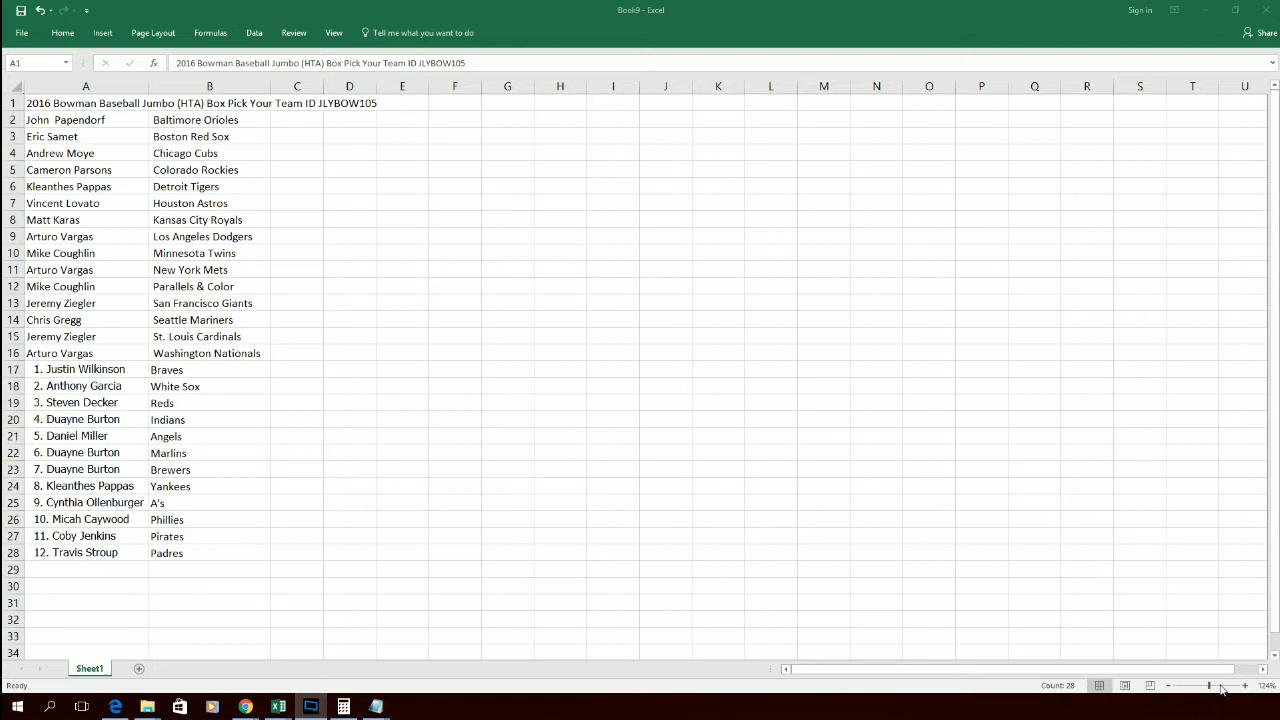 Book9 - Excel
Sign in
File Home Insert Page Layout Formulas Data Review View Tell me what you want to do Share
A1 fx 2016 Bowman Baseball Jumbo (HTA) Box Pick Your Team ID JLYBOW105
A B C D E F G H I J K L M N O P Q R S T U
1 2016 Bowman Baseball Jumbo (HTA) Box Pick Your Team ID JLYBOW105
2 John Papendorf Baltimore Orioles
3 Eric Samet Boston Red Sox
4 Andrew Moye Chicago Cubs
5 Cameron Parsons Colorado Rockies
6 Kleanthes Pappas Detroit Tigers
7 Vincent Lovato Houston Astros
8 Matt Karas Kansas City Royals
9 Arturo Vargas Los Angeles Dodgers
10 Mike Coughlin Minnesota Twins
11 Arturo Vargas New York Mets
12 Mike Coughlin Parallels & Color
13 Jeremy Ziegler San Francisco Giants
14 Chris Gregg Seattle Mariners
15 Jeremy Ziegler St. Louis Cardinals
16 Arturo Vargas Washington Nationals
17 1. Justin Wilkinson Braves
18 2. Anthony Garcia White Sox
19 3. Steven Decker Reds
20 4. Duayne Burton Indians
21 5. Daniel Miller Angels
22 6. Duayne Burton Marlins
23 7. Duayne Burton Brewers
24 8. Kleanthes Pappas Yankees
25 9. Cynthia Ollenburger A's
26 10. Micah Caywood Phillies
27 11. Coby Jenkins Pirates
28 12. Travis Stroup Padres
29
30
31
32
33
34
Sheet1
Ready Count: 28 124%